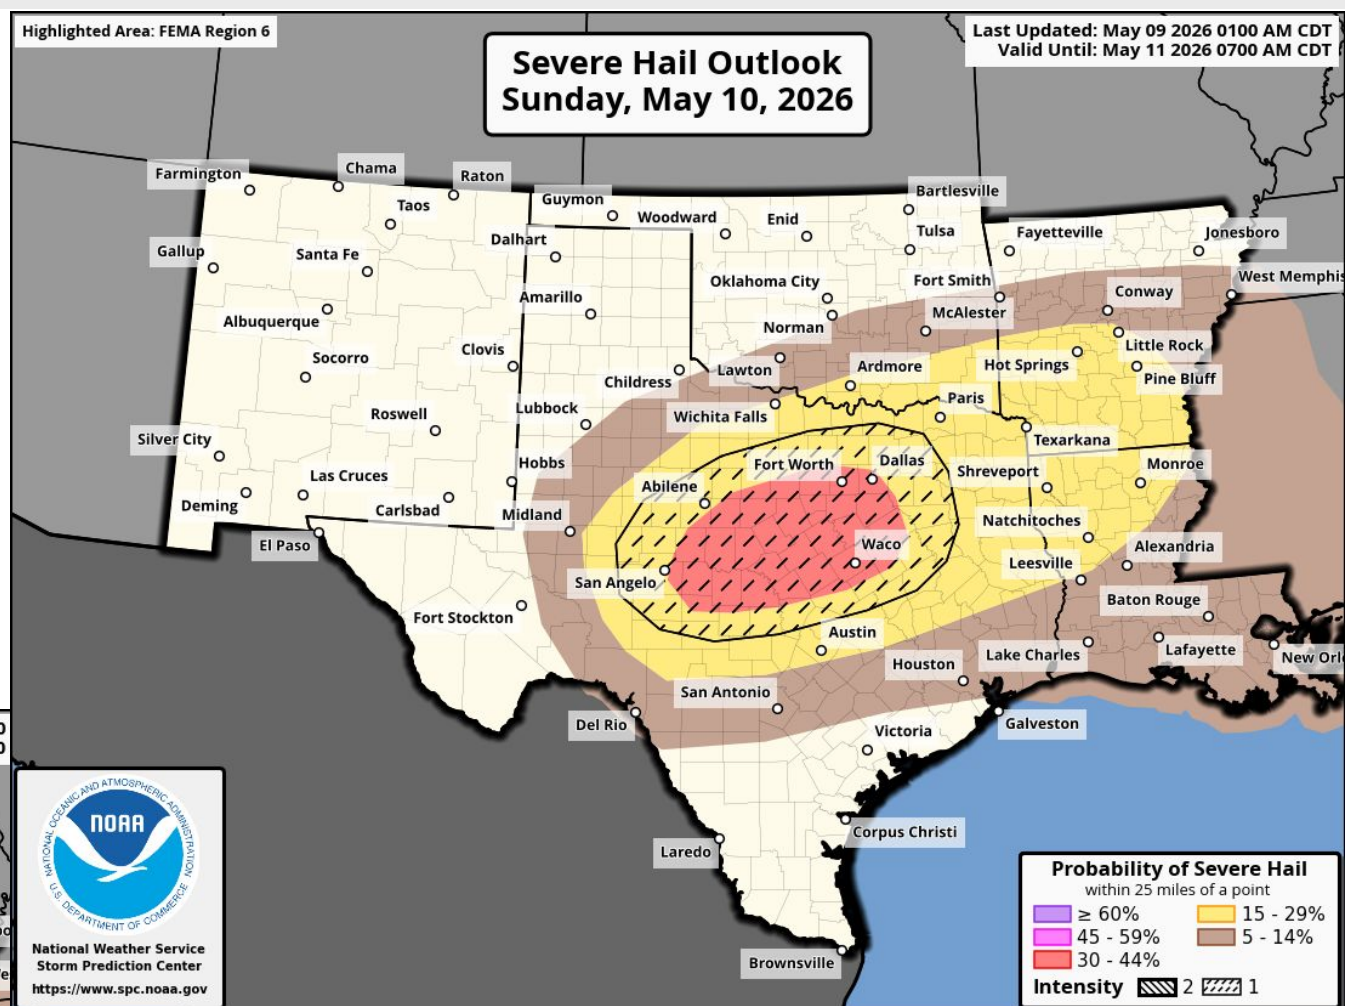 Highlighted Area: FEMA Region 6
Severe Hail Outlook
Sunday, May 10, 2026
Last Updated: May 09 2026 0100 AM CDT
Valid Until: May 11 2026 0700 AM CDT
Farmington
Chama
Raton
Taos
Guymon
Woodward
Enid
Bartlesville
Tulsa
Fayetteville
Jonesboro
Gallup
Santa Fe
Dalhart
Oklahoma City
Fort Smith
West Memphis
Albuquerque
Amarillo
Norman
McAlester
Conway
Socorro
Clovis
Childress
Lawton
Ardmore
Hot Springs
Little Rock
Pine Bluff
Roswell
Lubbock
Wichita Falls
Paris
Texarkana
Silver City
Las Cruces
Hobbs
Fort Worth
Dallas
Shreveport
Monroe
Deming
Carlsbad
Midland
Abilene
Natchitoches
El Paso
Waco
Alexandria
San Angelo
Leesville
Fort Stockton
Austin
Baton Rouge
Houston
Lake Charles
Lafayette
New Orl
San Antonio
Del Rio
Victoria
Galveston
Laredo
Corpus Christi
Brownsville
NATIONAL OCEANIC AND ATMOSPHERIC ADMINISTRATION
NOAA
U.S. DEPARTMENT OF COMMERCE
National Weather Service
Storm Prediction Center
https://www.spc.noaa.gov
Probability of Severe Hail
within 25 miles of a point
≥ 60% 15 - 29%
45 - 59% 5 - 14%
30 - 44%
Intensity 2 1